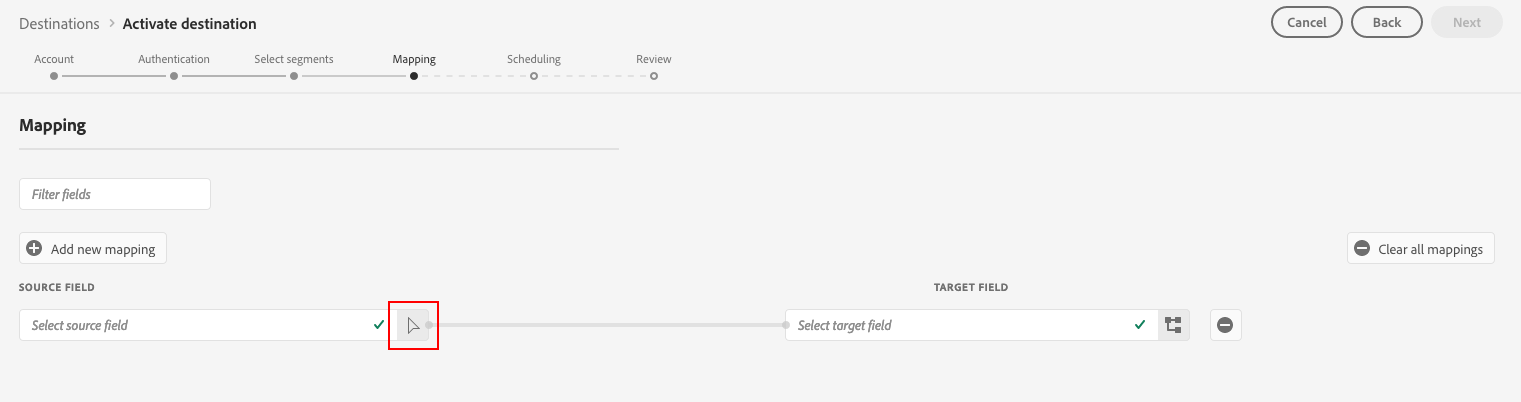 Destinations > Activate destination
Cancel
Back
Next
Account
Authentication
Select segments
Mapping
Scheduling
Review
Mapping
Filter fields
Add new mapping
Clear all mappings
SOURCE FIELD
TARGET FIELD
Select source field
Select target field